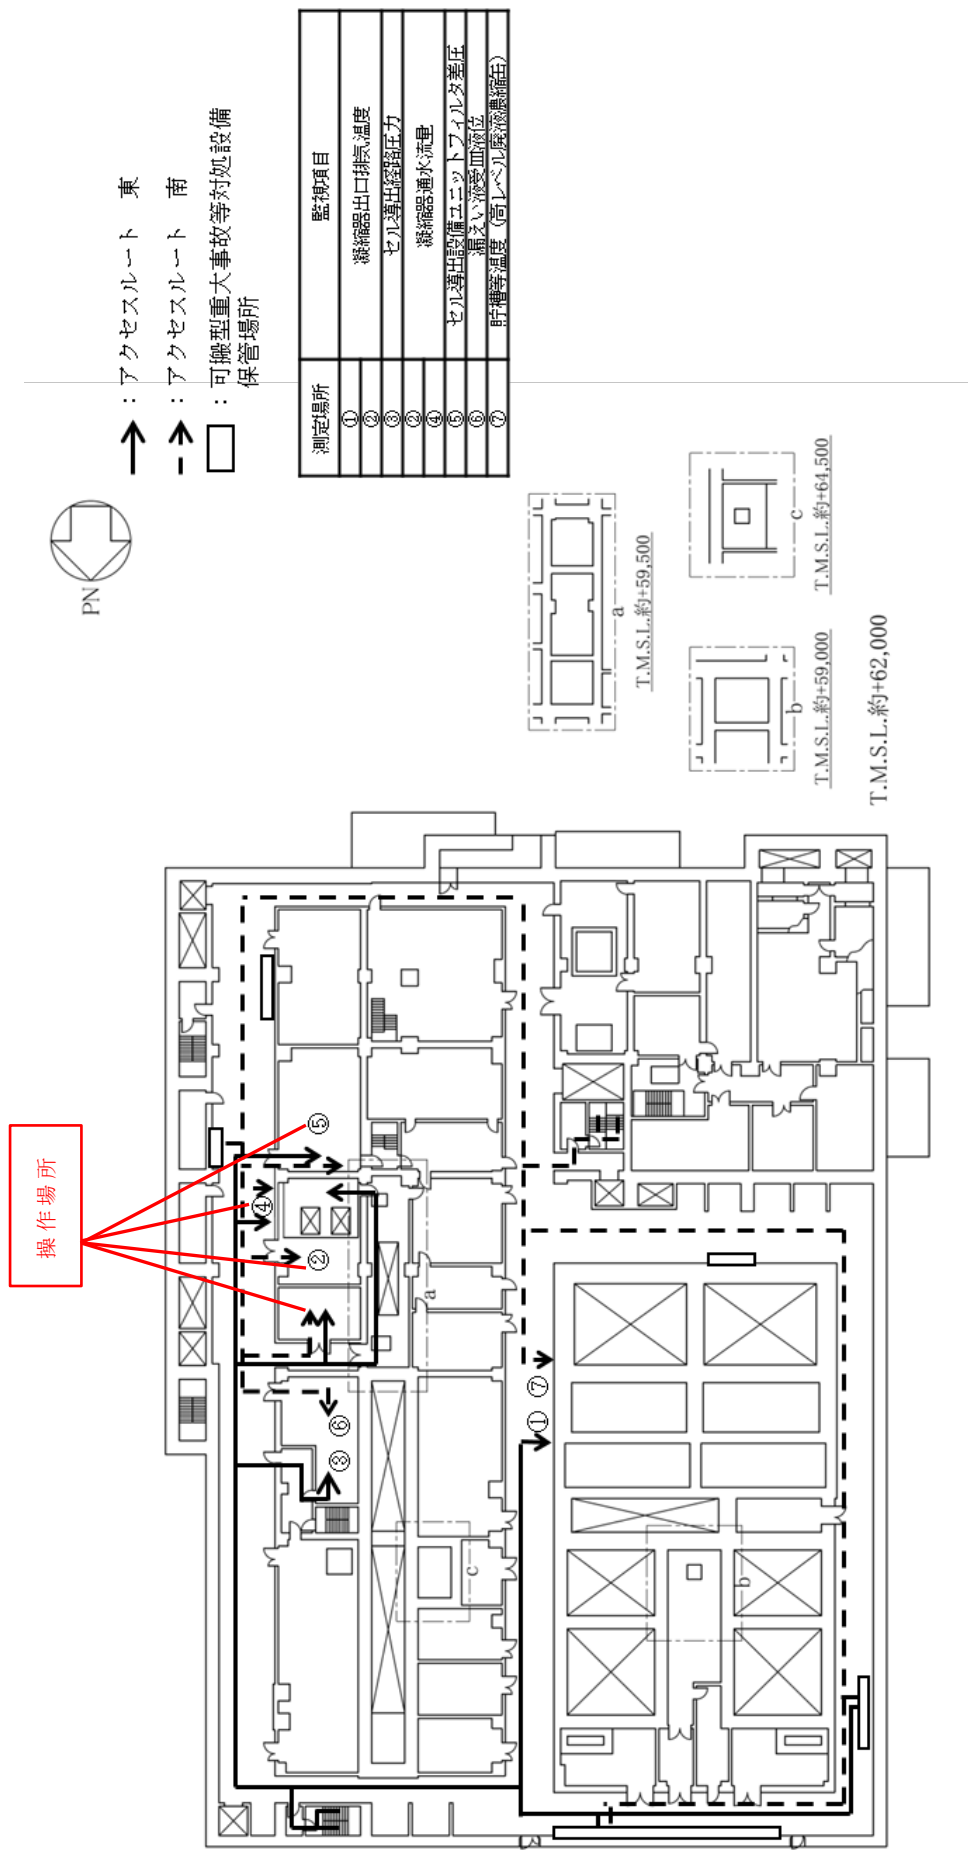 PN
：アクセスルート　東
：アクセスルート　南
：可搬型重大事故等対処設備
保管場所
測定場所 監視項目
① 凝縮器出口排気温度
②
③ セル導出経路圧力
② 凝縮器通水流量
④
⑤ セル導出設備ユニットフィルタ差圧
⑥ 漏えい液受皿液位
⑦ 貯槽等温度（高レベル廃液濃縮缶）
a
T.M.S.L.約+59,500
b
T.M.S.L.約+59,000
c
T.M.S.L.約+64,500
T.M.S.L.約+62,000
操作場所
⑤
④
②
a
⑥
③
⑦
①
c
b